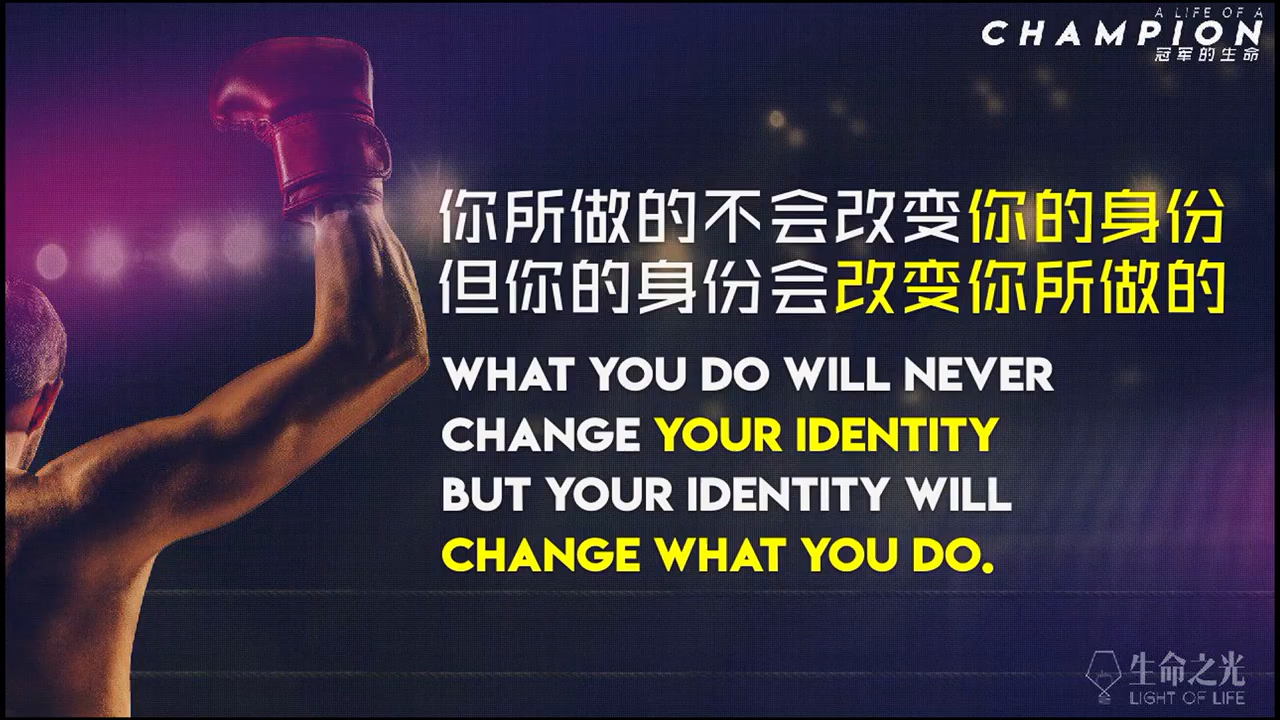 A LIFE OF A
CHAMPION
冠军的生命
你所做的不会改变你的身份
但你的身份会改变你所做的
WHAT YOU DO WILL NEVER
CHANGE YOUR IDENTITY
BUT YOUR IDENTITY WILL
CHANGE WHAT YOU DO.
生命之光
LIGHT OF LIFE